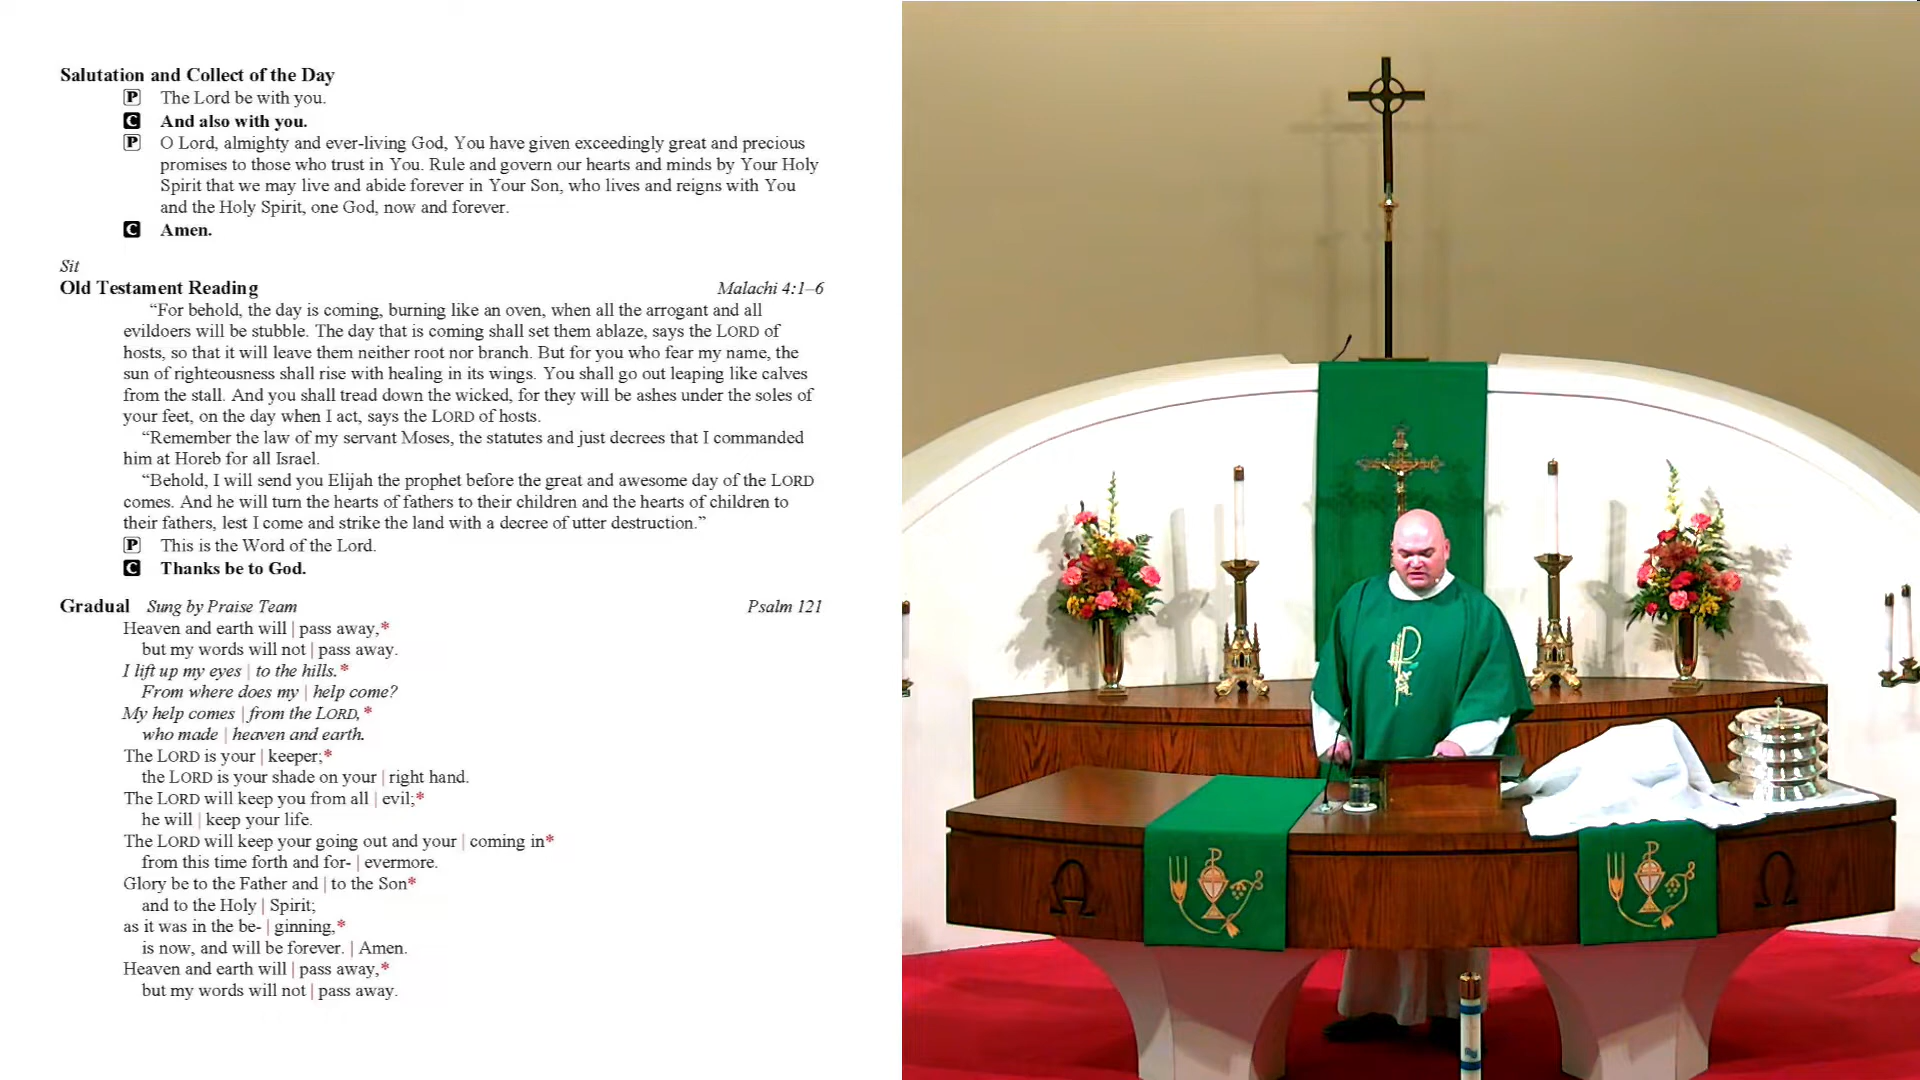 Salutation and Collect of the Day
P The Lord be with you.
C And also with you.
P O Lord, almighty and ever-living God, You have given exceedingly great and precious
promises to those who trust in You. Rule and govern our hearts and minds by Your Holy
Spirit that we may live and abide forever in Your Son, who lives and reigns with You
and the Holy Spirit, one God, now and forever.
C Amen.
Sit
Old Testament Reading Malachi 4:1–6
“For behold, the day is coming, burning like an oven, when all the arrogant and all
evildoers will be stubble. The day that is coming shall set them ablaze, says the LORD of
hosts, so that it will leave them neither root nor branch. But for you who fear my name, the
sun of righteousness shall rise with healing in its wings. You shall go out leaping like calves
from the stall. And you shall tread down the wicked, for they will be ashes under the soles of
your feet, on the day when I act, says the LORD of hosts.
“Remember the law of my servant Moses, the statutes and just decrees that I commanded
him at Horeb for all Israel.
“Behold, I will send you Elijah the prophet before the great and awesome day of the LORD
comes. And he will turn the hearts of fathers to their children and the hearts of children to
their fathers, lest I come and strike the land with a decree of utter destruction.”
P This is the Word of the Lord.
C Thanks be to God.
Gradual Sung by Praise Team Psalm 121
Heaven and earth will | pass away,*
but my words will not | pass away.
I lift up my eyes | to the hills.*
From where does my | help come?
My help comes | from the LORD,*
who made | heaven and earth.
The LORD is your | keeper;*
the LORD is your shade on your | right hand.
The LORD will keep you from all | evil;*
he will | keep your life.
The LORD will keep your going out and your | coming in*
from this time forth and for- | evermore.
Glory be to the Father and | to the Son*
and to the Holy | Spirit;
as it was in the be- | ginning,*
is now, and will be forever. | Amen.
Heaven and earth will | pass away,*
but my words will not | pass away.
Α
Ω